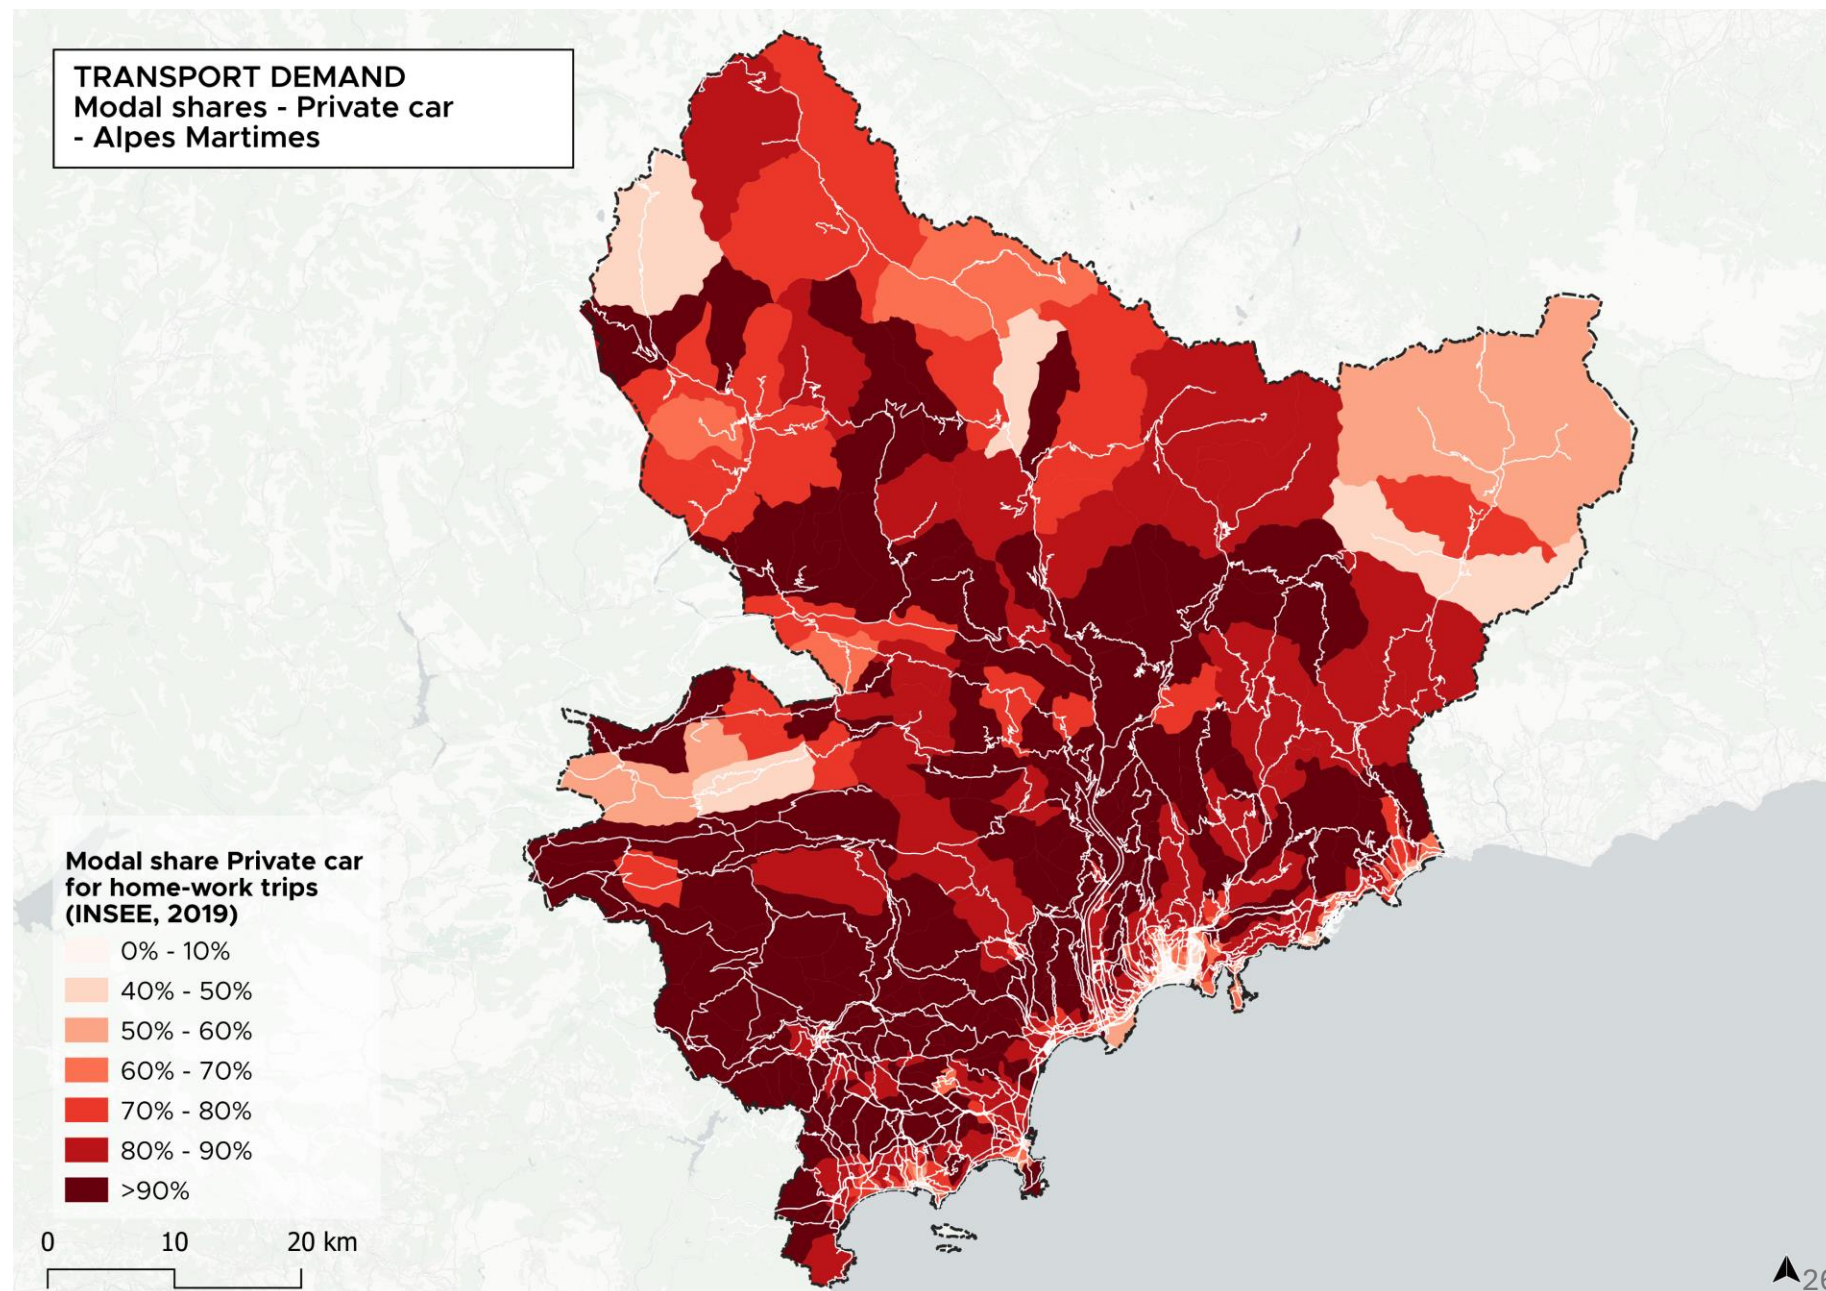 TRANSPORT DEMAND
Modal shares - Private car
- Alpes Martimes
Modal share Private car
for home-work trips
(INSEE, 2019)
0% - 10%
40% - 50%
50% - 60%
60% - 70%
70% - 80%
80% - 90%
>90%
0 10 20 km
26